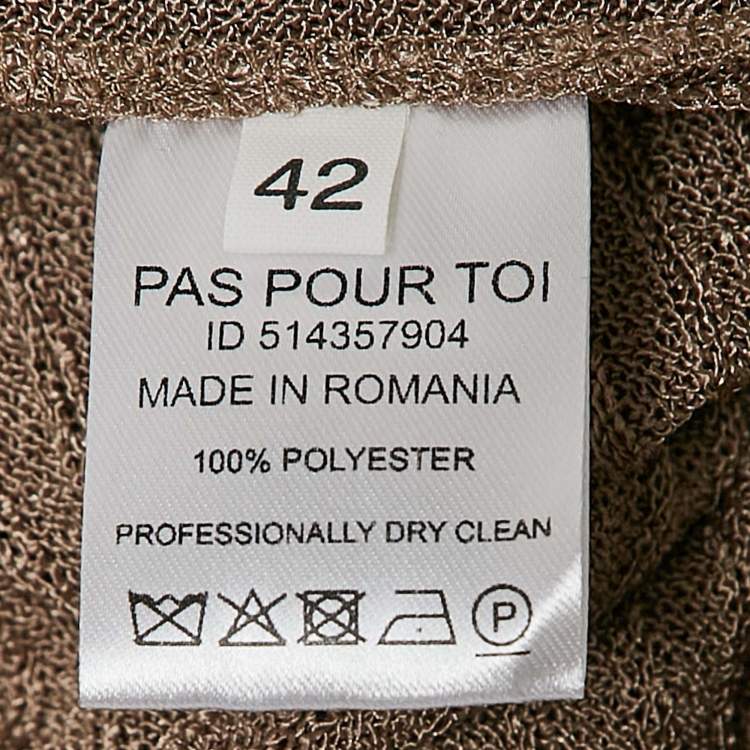 42
PAS POUR TOI
ID 514357904
MADE IN ROMANIA
100% POLYESTER
PROFESSIONALLY DRY CLEAN
P